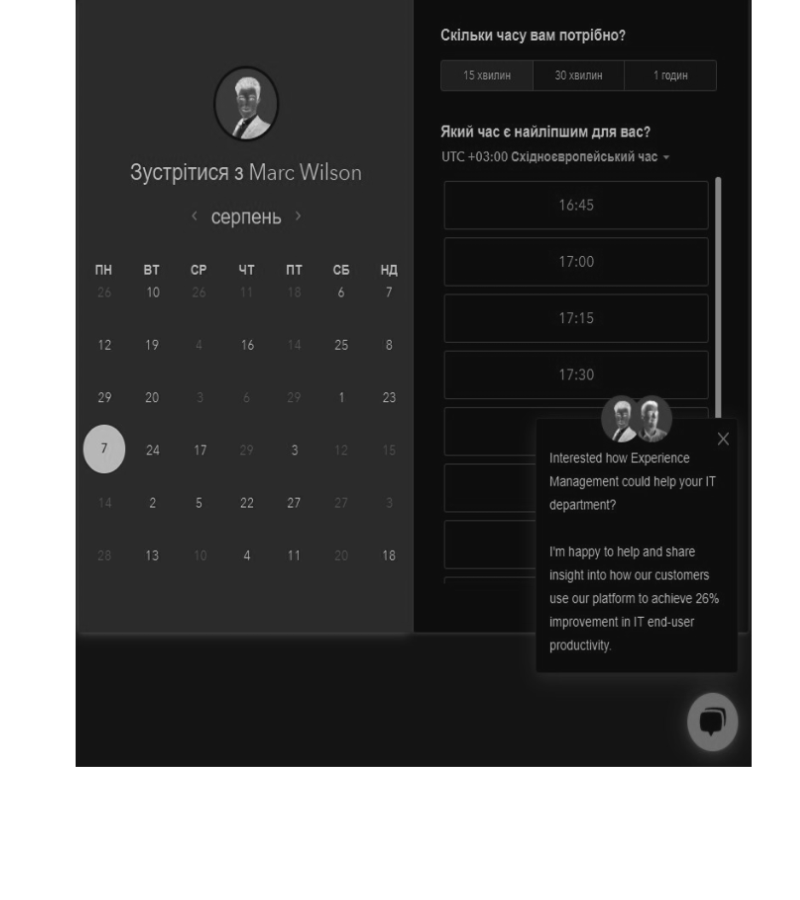 Зустрітися з Marc Wilson
‹ серпень ›
ПН ВТ СР ЧТ ПТ СБ НД
26 10 26 11 18 6 7
12 19 4 16 14 25 8
29 20 3 6 29 1 23
7 24 17 29 3 12 15
14 2 5 22 27 27 3
28 13 10 4 11 20 18
Скільки часу вам потрібно?
15 хвилин 30 хвилин 1 годин
Який час є найліпшим для вас?
UTC +03:00 Східноєвропейський час
16:45
17:00
17:15
17:30
Interested how Experience
Management could help your IT
department?
I'm happy to help and share
insight into how our customers
use our platform to achieve 26%
improvement in IT end-user
productivity.